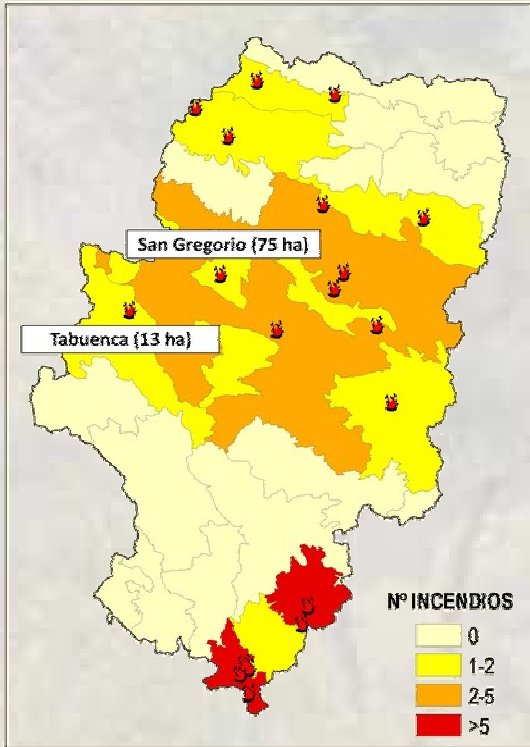 San Gregorio (75 ha)
Tabuenca (13 ha)
Nº INCENDIOS
0
1-2
2-5
>5